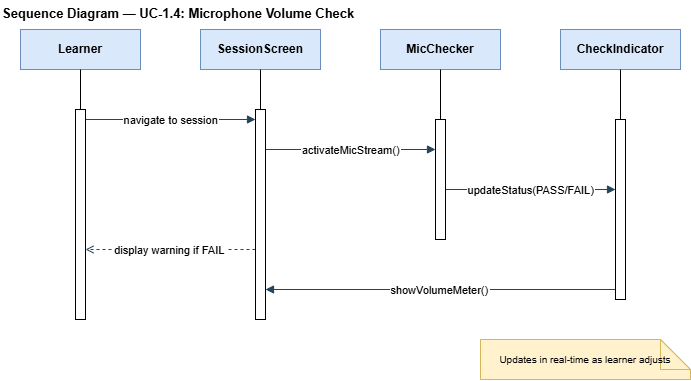 Sequence Diagram — UC-1.4: Microphone Volume Check
Learner
SessionScreen
MicChecker
CheckIndicator
navigate to session
activateMicStream()
updateStatus(PASS/FAIL)
display warning if FAIL
showVolumeMeter()
Updates in real-time as learner adjusts